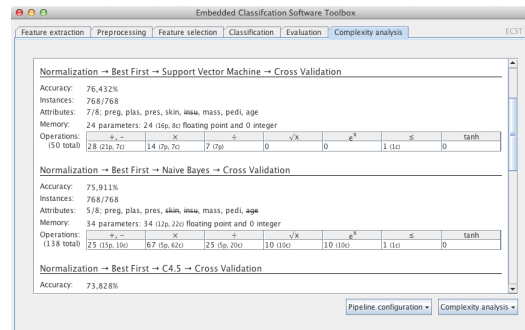 Embedded Classifcation Software Toolbox
Feature extraction Preprocessing Feature selection Classification Evaluation Complexity analysis ECST
Normalization → Best First → Support Vector Machine → Cross Validation
Accuracy: 76,432%
Instances: 768/768
Attributes: 7/8; preg, plas, pres, skin, insu, mass, pedi, age
Memory: 24 parameters: 24 (16p, 8c) floating point and 0 integer
Operations: +, - × ÷ √x eˣ ≤ tanh
(50 total) 28 (21p, 7c) 14 (7p, 7c) 7 (7p) 0 0 1 (1c) 0
Normalization → Best First → Naive Bayes → Cross Validation
Accuracy: 75,911%
Instances: 768/768
Attributes: 5/8; preg, plas, pres, skin, insu, mass, pedi, age
Memory: 34 parameters: 34 (12p, 22c) floating point and 0 integer
Operations: +, - × ÷ √x eˣ ≤ tanh
(138 total) 25 (15p, 10c) 67 (5p, 62c) 25 (5p, 20c) 10 (10c) 10 (10c) 1 (1c) 0
Normalization → Best First → C4.5 → Cross Validation
Accuracy: 73,828%
Pipeline configuration Complexity analysis